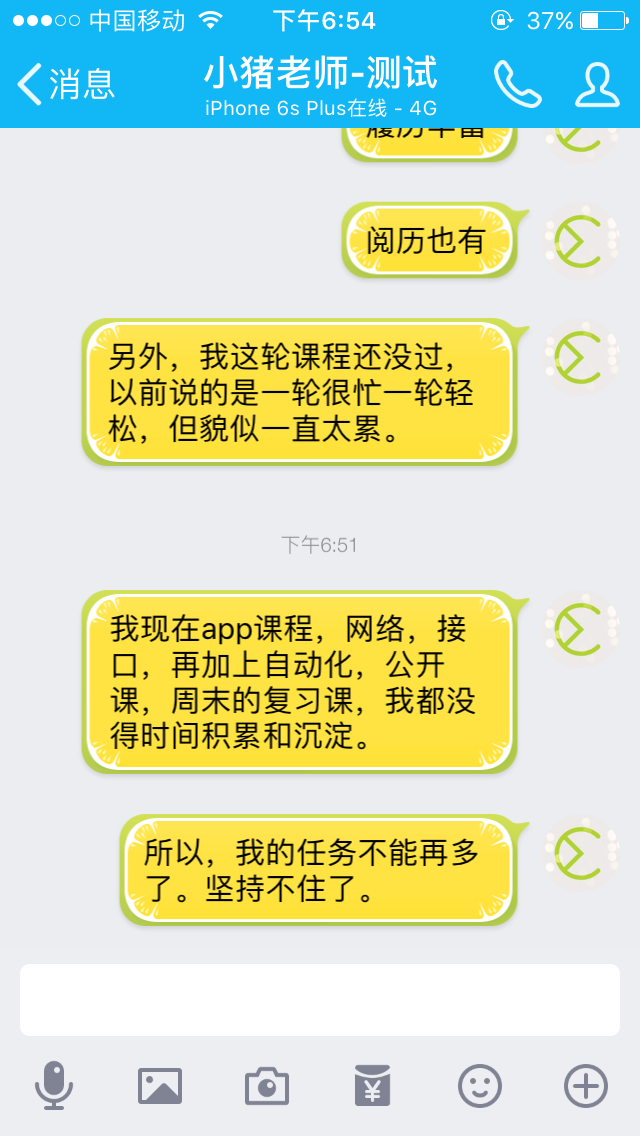 中国移动
下午6:54
37%
消息
小猪老师-测试
iPhone 6s Plus在线 - 4G
履历丰富
阅历也有
另外，我这轮课程还没过，
以前说的是一轮很忙一轮轻
松，但貌似一直太累。
下午6:51
我现在app课程，网络，接
口，再加上自动化，公开
课，周末的复习课，我都没
得时间积累和沉淀。
所以，我的任务不能再多
了。坚持不住了。
¥